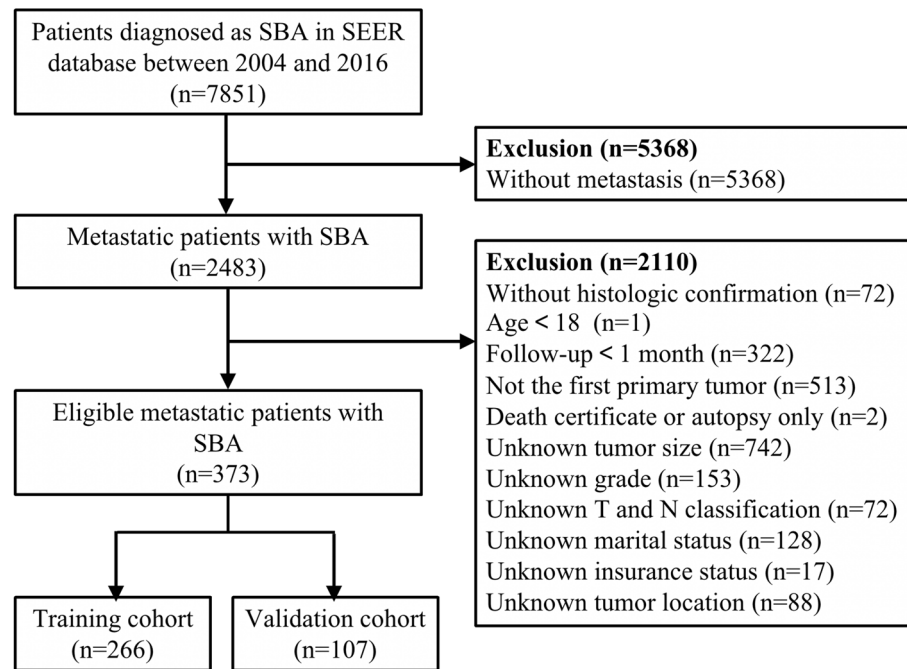 Patients diagnosed as SBA in SEER
database between 2004 and 2016
(n=7851)
Exclusion (n=5368)
Without metastasis (n=5368)
Metastatic patients with SBA
(n=2483)
Exclusion (n=2110)
Without histologic confirmation (n=72)
Age < 18 (n=1)
Follow-up < 1 month (n=322)
Not the first primary tumor (n=513)
Death certificate or autopsy only (n=2)
Unknown tumor size (n=742)
Unknown grade (n=153)
Unknown T and N classification (n=72)
Unknown marital status (n=128)
Unknown insurance status (n=17)
Unknown tumor location (n=88)
Eligible metastatic patients with
SBA
(n=373)
Training cohort
(n=266)
Validation cohort
(n=107)